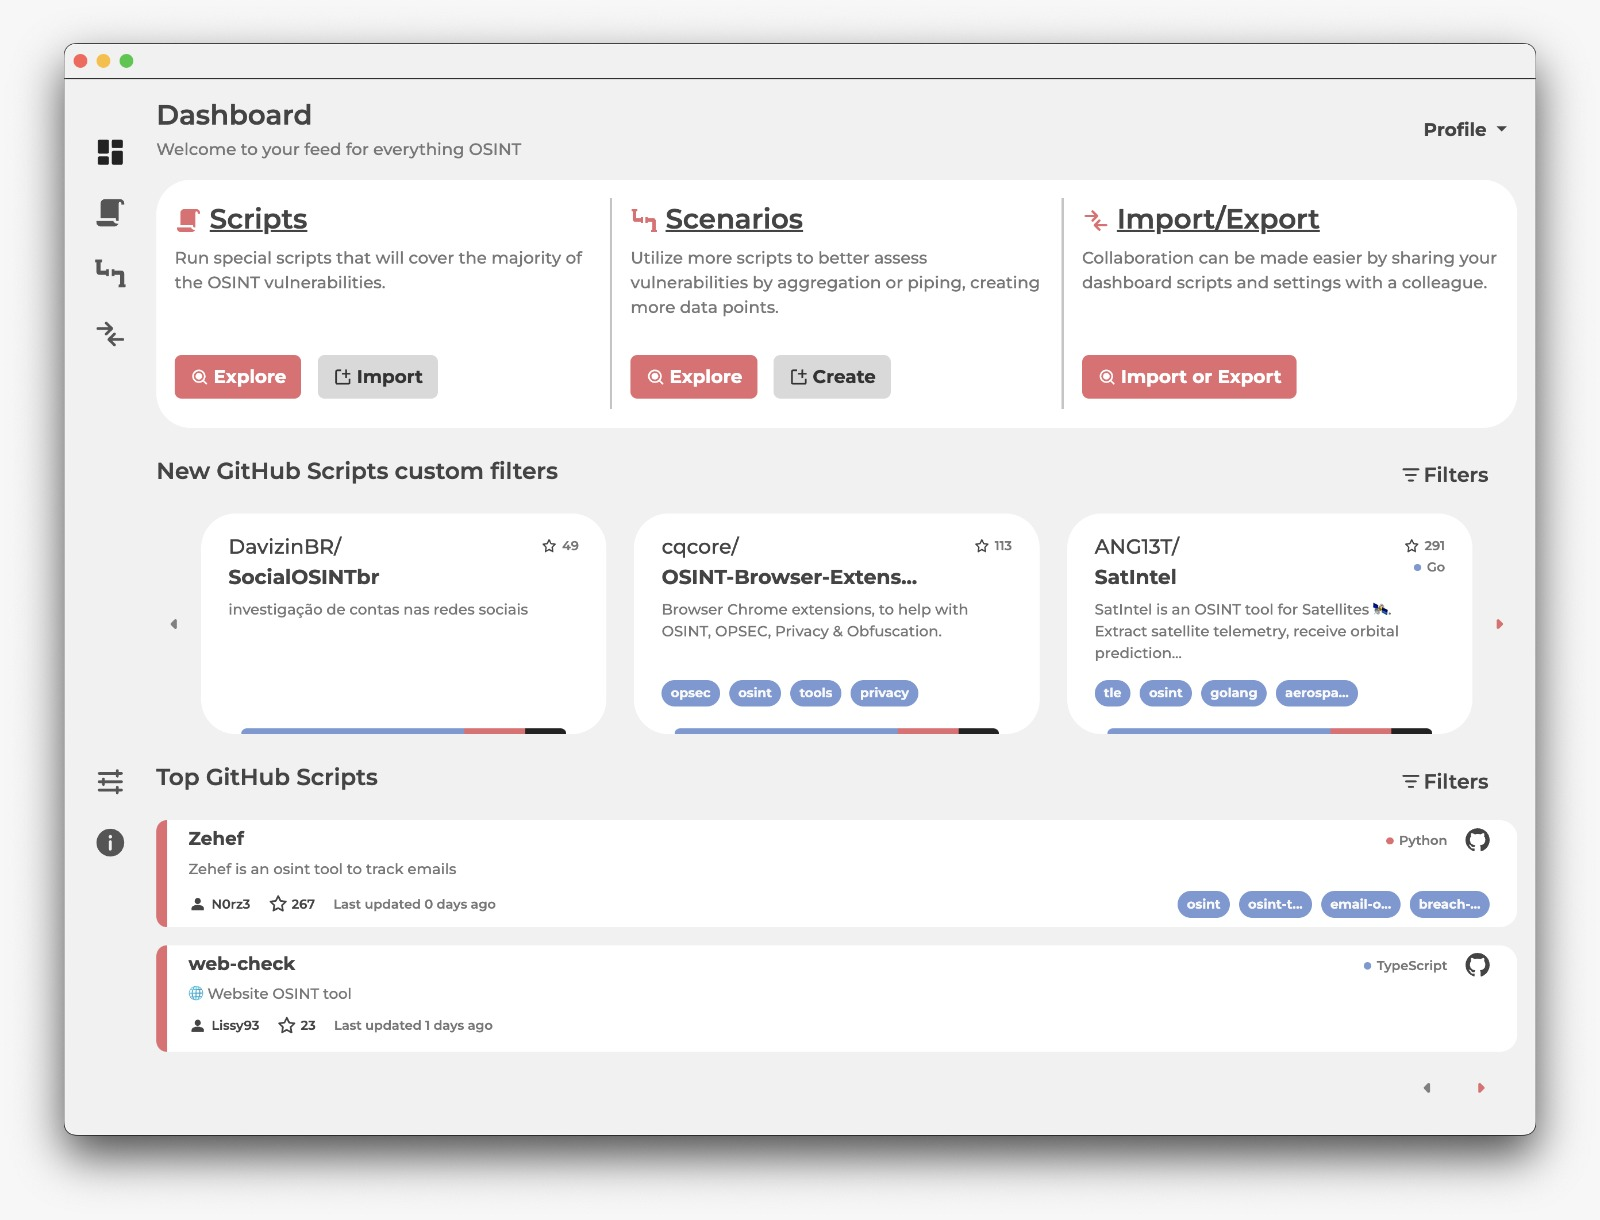 Dashboard
Welcome to your feed for everything OSINT
Profile
Scripts
Run special scripts that will cover the majority of
the OSINT vulnerabilities.
Explore
Import
Scenarios
Utilize more scripts to better assess
vulnerabilities by aggregation or piping, creating
more data points.
Explore
Create
Import/Export
Collaboration can be made easier by sharing your
dashboard scripts and settings with a colleague.
Import or Export
New GitHub Scripts custom filters
Filters
DavizinBR/
49
SocialOSINTbr
investigação de contas nas redes sociais
cqcore/
113
OSINT-Browser-Extens...
Browser Chrome extensions, to help with
OSINT, OPSEC, Privacy & Obfuscation.
opsec
osint
tools
privacy
ANG13T/
291
SatIntel
Go
SatIntel is an OSINT tool for Satellites 🛰.
Extract satellite telemetry, receive orbital
prediction...
tle
osint
golang
aerospa...
Top GitHub Scripts
Filters
Zehef
Python
Zehef is an osint tool to track emails
N0rz3
267
Last updated 0 days ago
osint
osint-t...
email-o...
breach-...
web-check
TypeScript
🌐 Website OSINT tool
Lissy93
23
Last updated 1 days ago